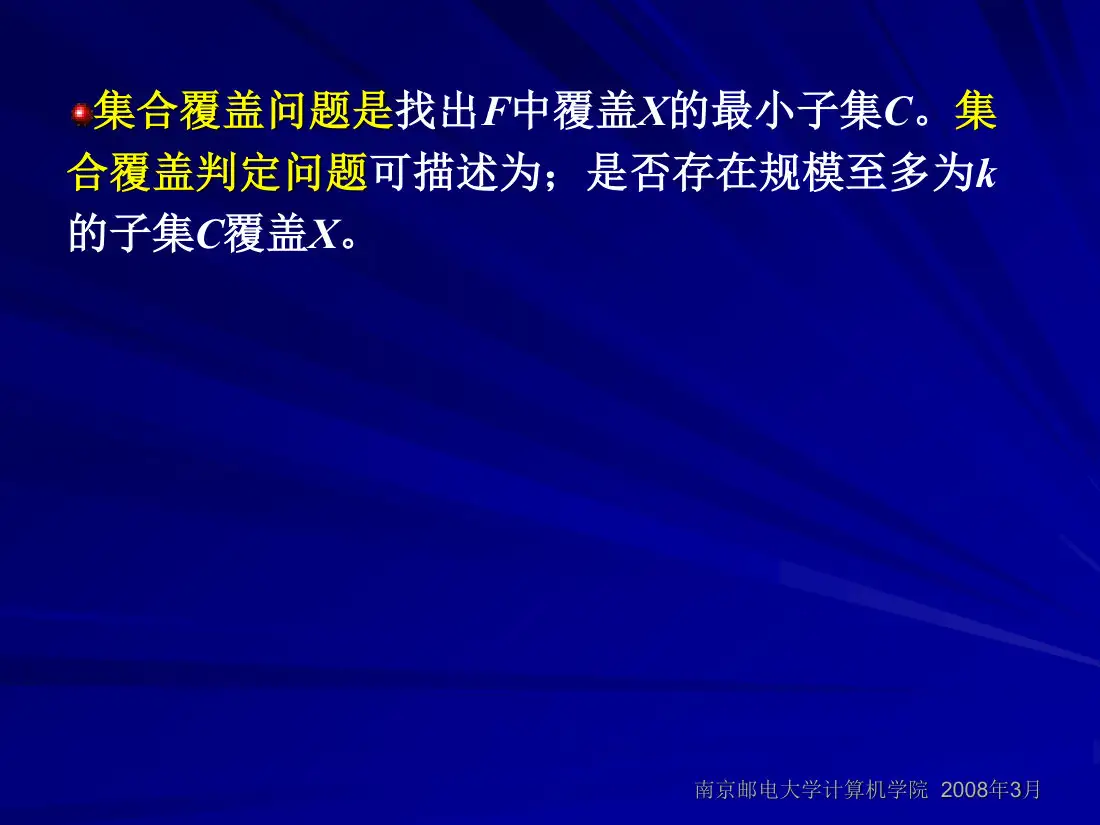 集合覆盖问题是找出F中覆盖X的最小子集C。集
合覆盖判定问题可描述为；是否存在规模至多为k
的子集C覆盖X。
南京邮电大学计算机学院 2008年3月